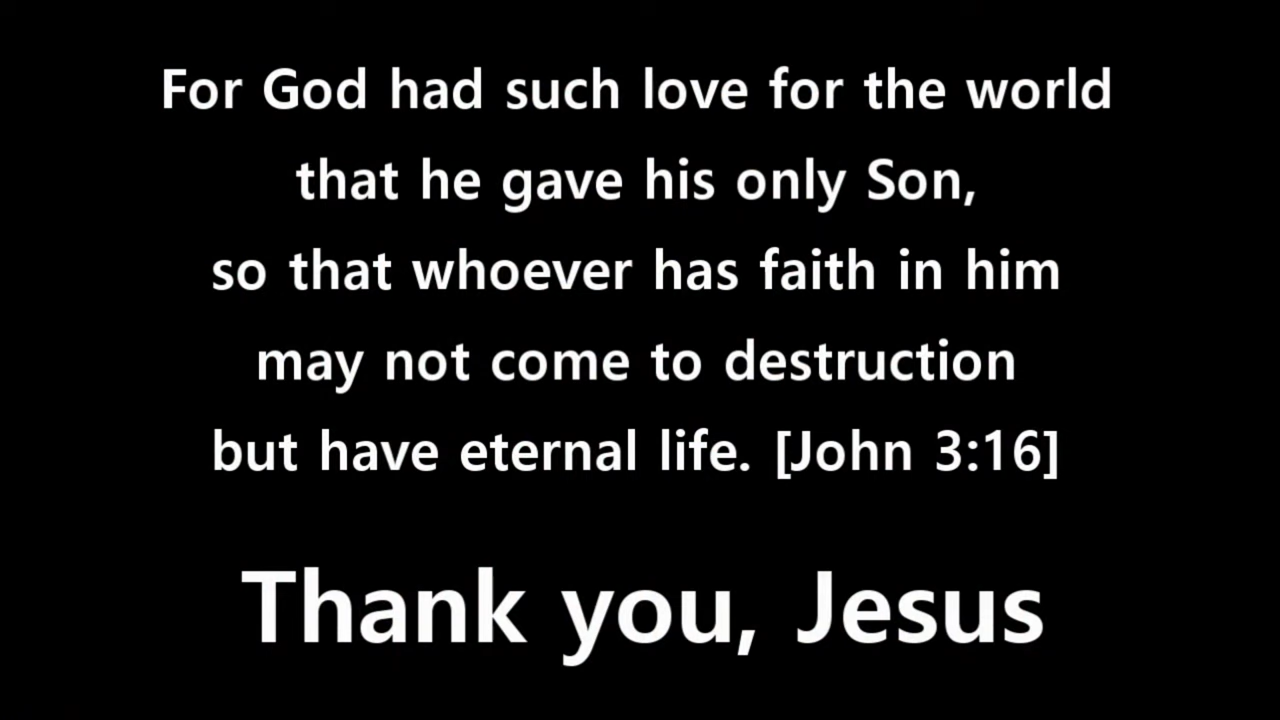 For God had such love for the world
that he gave his only Son,
so that whoever has faith in him
may not come to destruction
but have eternal life. [John 3:16]
Thank you, Jesus